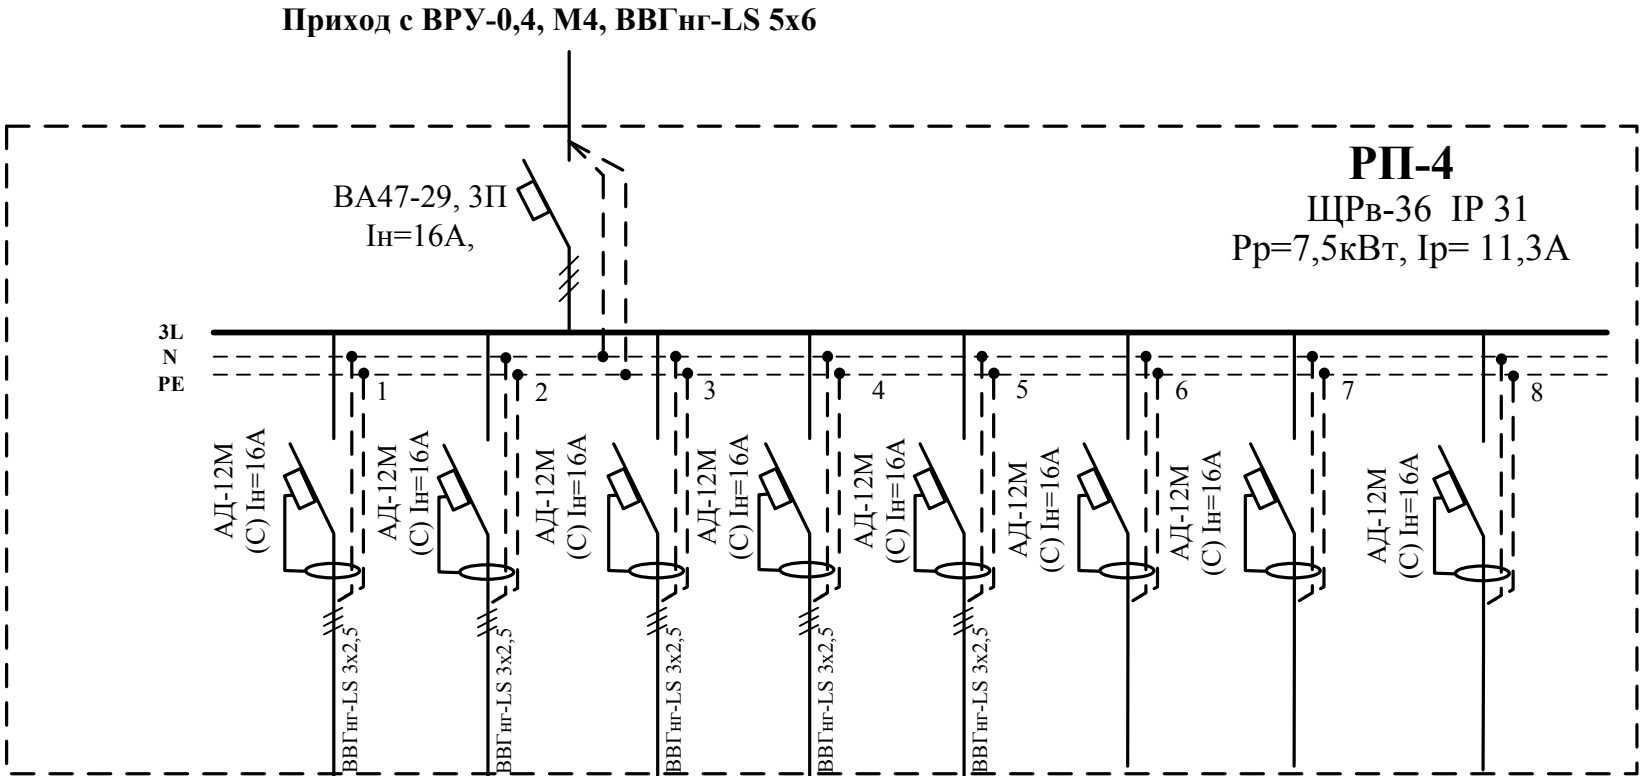 Приход с ВРУ-0,4, М4, ВВГнг-LS 5х6
РП-4
ЩРв-36 IP 31
Рр=7,5кВт, Iр= 11,3А
ВА47-29, 3П
Iн=16А,
3L
N
PE
1
2
3
4
5
6
7
8
АД-12М
(С) Iн=16А
АД-12М
(С) Iн=16А
АД-12М
(С) Iн=16А
АД-12М
(С) Iн=16А
АД-12М
(С) Iн=16А
АД-12М
(С) Iн=16А
АД-12М
(С) Iн=16А
АД-12М
(С) Iн=16А
ВВГнг-LS 3х2,5
ВВГнг-LS 3х2,5
ВВГнг-LS 3х2,5
ВВГнг-LS 3х2,5
ВВГнг-LS 3х2,5